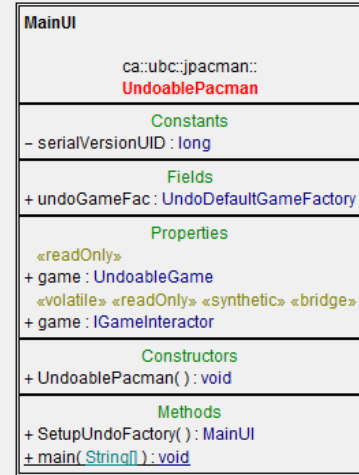 MainUI
ca::ubc::jpacman::
UndoablePacman
Constants
– serialVersionUID : long
Fields
+ undoGameFac : UndoDefaultGameFactory
Properties
«readOnly»
+ game : UndoableGame
«volatile» «readOnly» «synthetic» «bridge»
+ game : IGameInteractor
Constructors
+ UndoablePacman( ) : void
Methods
+ SetupUndoFactory( ) : MainUI
+ main( String[] ) : void